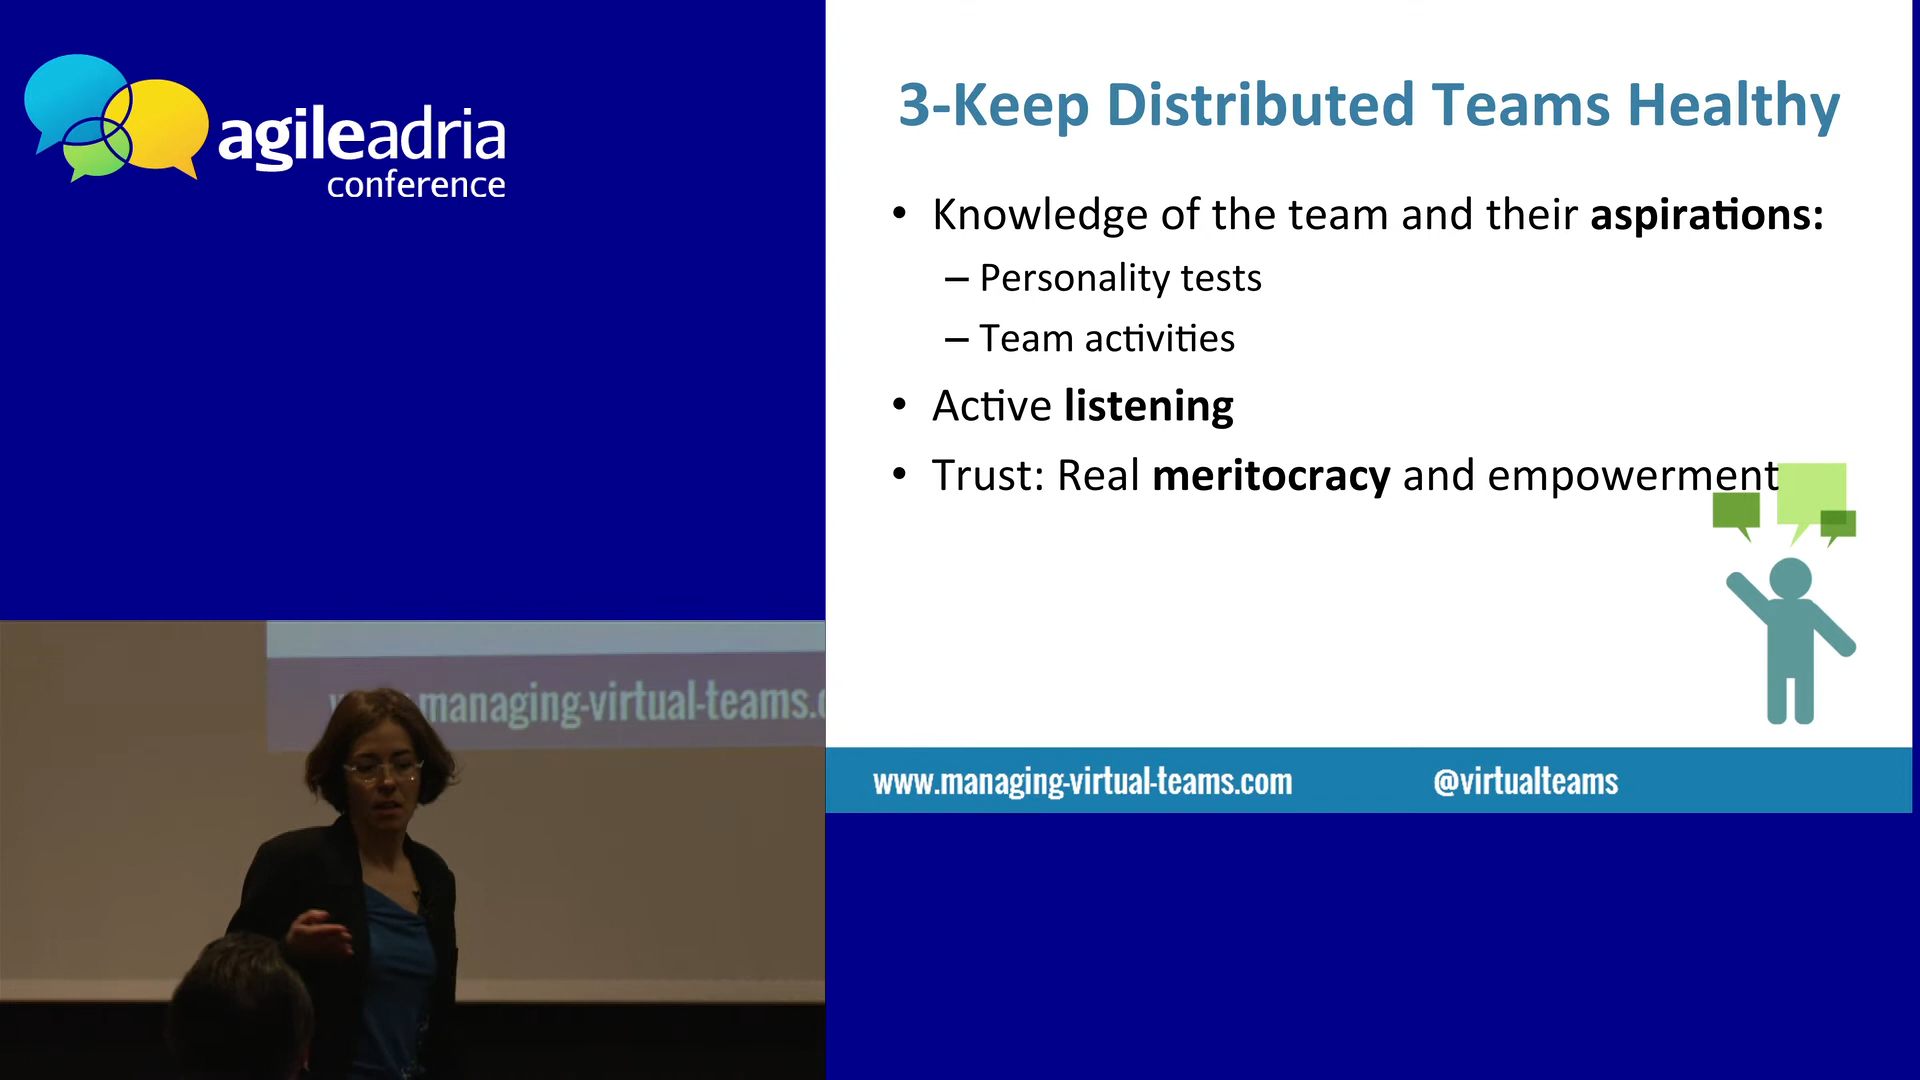 agileadria
conference
3-Keep Distributed Teams Healthy
• Knowledge of the team and their aspirations:
– Personality tests
– Team activities
• Active listening
• Trust: Real meritocracy and empowerment
www.managing-virtual-teams.com
@virtualteams
managing-virtual-teams.